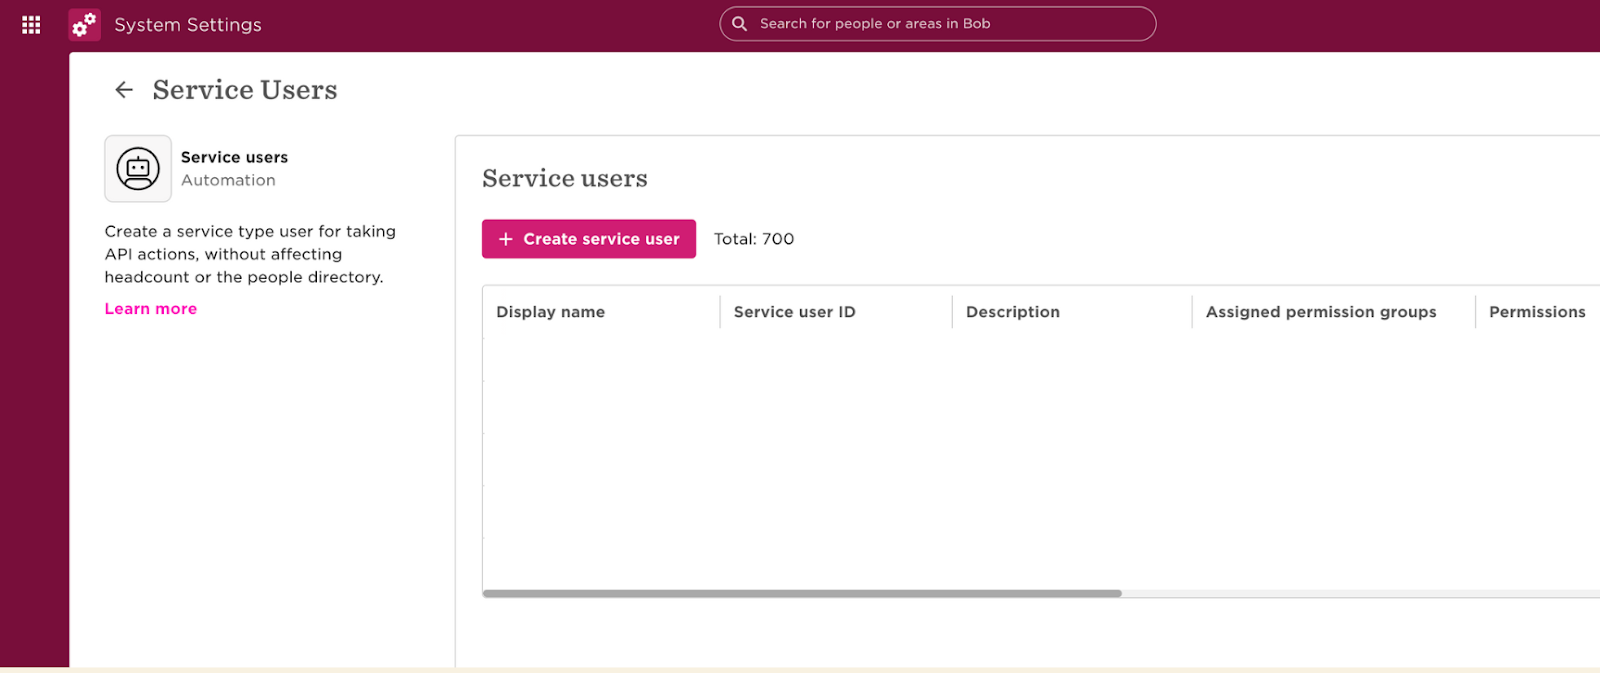 System Settings
Search for people or areas in Bob
Service Users
Service users
Automation
Create a service type user for taking
API actions, without affecting
headcount or the people directory.
Learn more
Service users
+ Create service user
Total: 700
Display name
Service user ID
Description
Assigned permission groups
Permissions